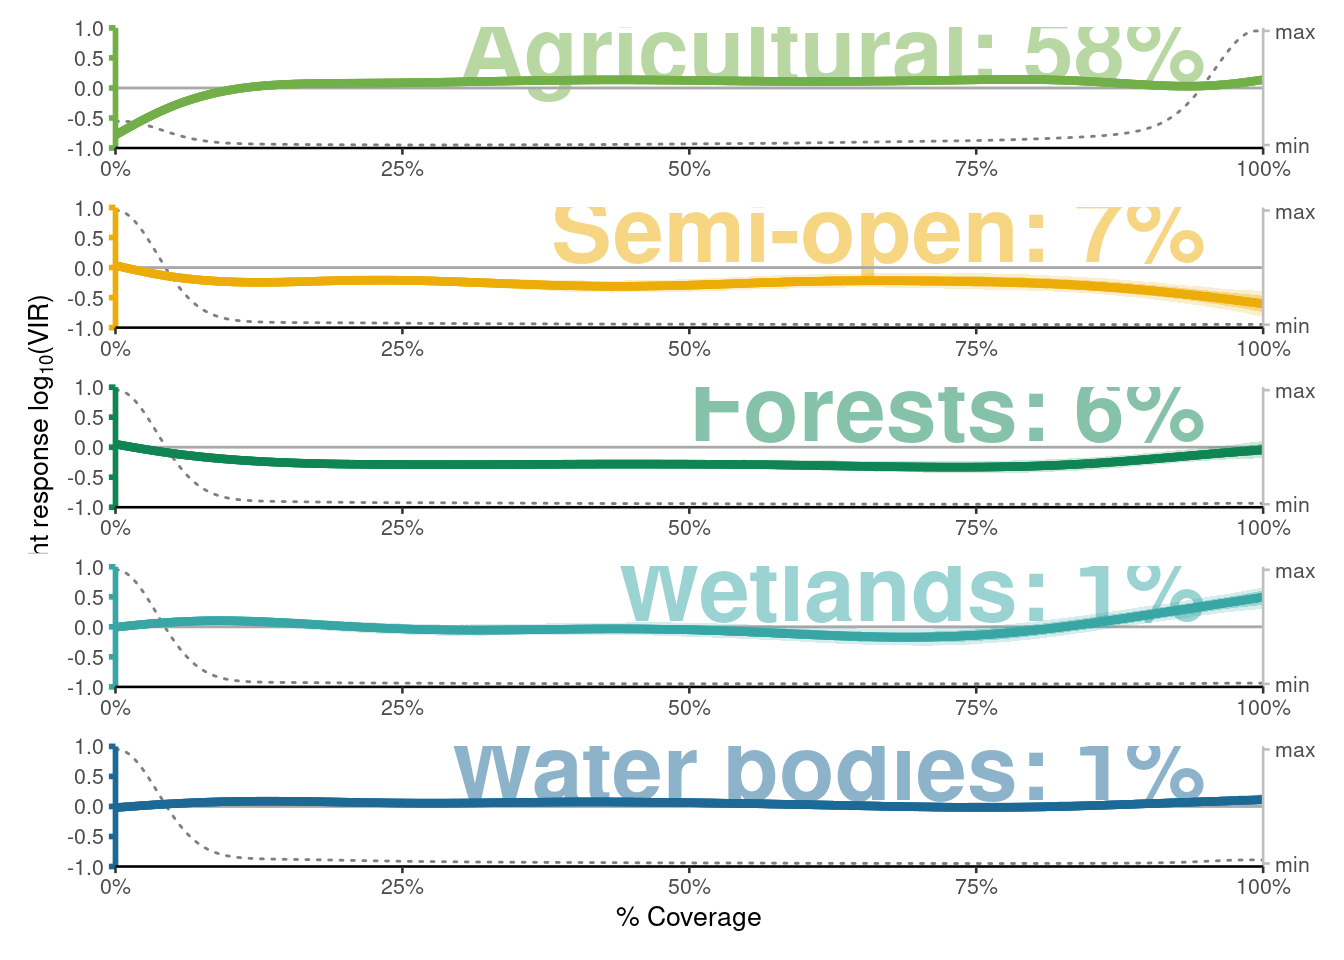 Agricultural: 58%
1.0
0.5
0.0
-0.5
-1.0
max
min
0% 25% 50% 75% 100%
Semi-open: 7%
1.0
0.5
0.0
-0.5
-1.0
max
min
0% 25% 50% 75% 100%
Forests: 6%
1.0
0.5
0.0
-0.5
-1.0
max
min
0% 25% 50% 75% 100%
Wetlands: 1%
1.0
0.5
0.0
-0.5
-1.0
max
min
0% 25% 50% 75% 100%
Water bodies: 1%
1.0
0.5
0.0
-0.5
-1.0
max
min
0% 25% 50% 75% 100%
% Coverage
response log₁₀(VIR)